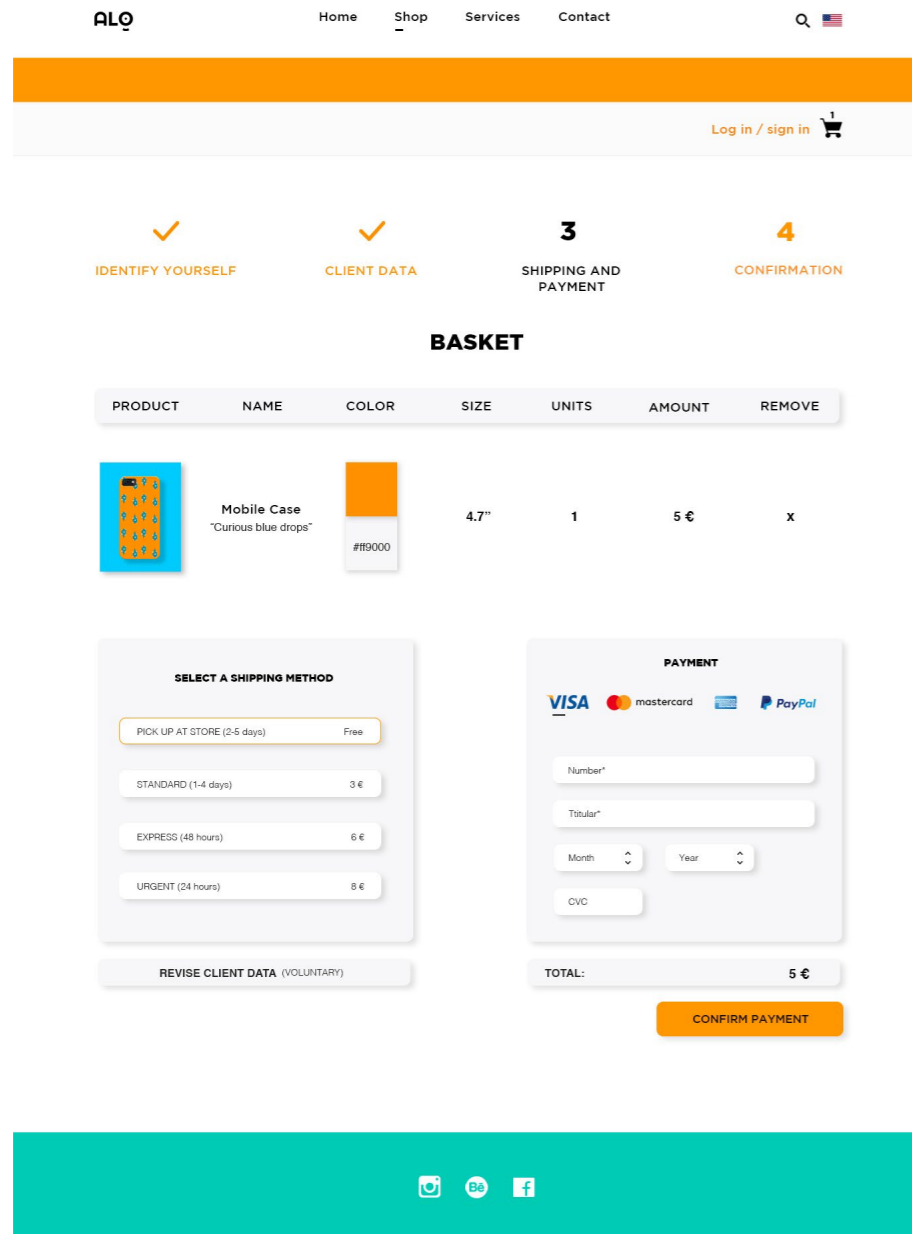 ALO
Home Shop Services Contact
1
Log in / sign in
3 4
IDENTIFY YOURSELF CLIENT DATA SHIPPING AND PAYMENT CONFIRMATION
BASKET
PRODUCT NAME COLOR SIZE UNITS AMOUNT REMOVE
Mobile Case
“Curious blue drops”
#ff9000
4.7” 1 5 € x
SELECT A SHIPPING METHOD
PICK UP AT STORE (2-5 days) Free
STANDARD (1-4 days) 3 €
EXPRESS (48 hours) 6 €
URGENT (24 hours) 8 €
REVISE CLIENT DATA (VOLUNTARY)
PAYMENT
VISA mastercard PayPal
Number*
Ttitular*
Month Year
CVC
TOTAL: 5 €
CONFIRM PAYMENT
Bē
f